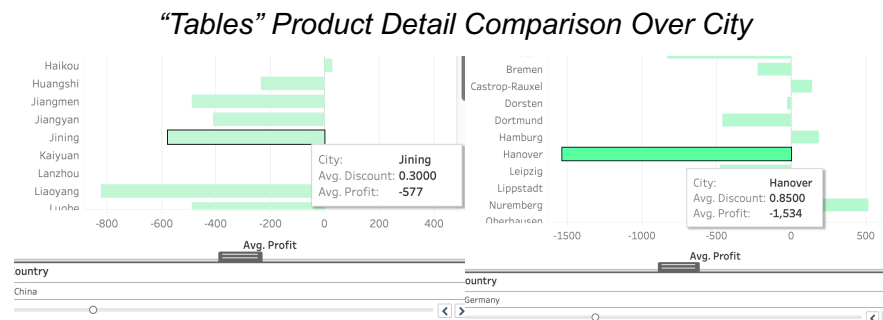 “Tables” Product Detail Comparison Over City
Haikou
Huangshi
Jiangmen
Jiangyan
Jining
Kaiyuan
Lanzhou
Liaoyang
Luohe
City: Jining
Avg. Discount: 0.3000
Avg. Profit: -577
-800 -600 -400 -200 0 200 400
Avg. Profit
ountry
China
Bremen
Castrop-Rauxel
Dorsten
Dortmund
Hamburg
Hanover
Leipzig
Lippstadt
Nuremberg
Oberhausen
City: Hanover
Avg. Discount: 0.8500
Avg. Profit: -1,534
-1500 -1000 -500 0 500
Avg. Profit
ountry
Germany